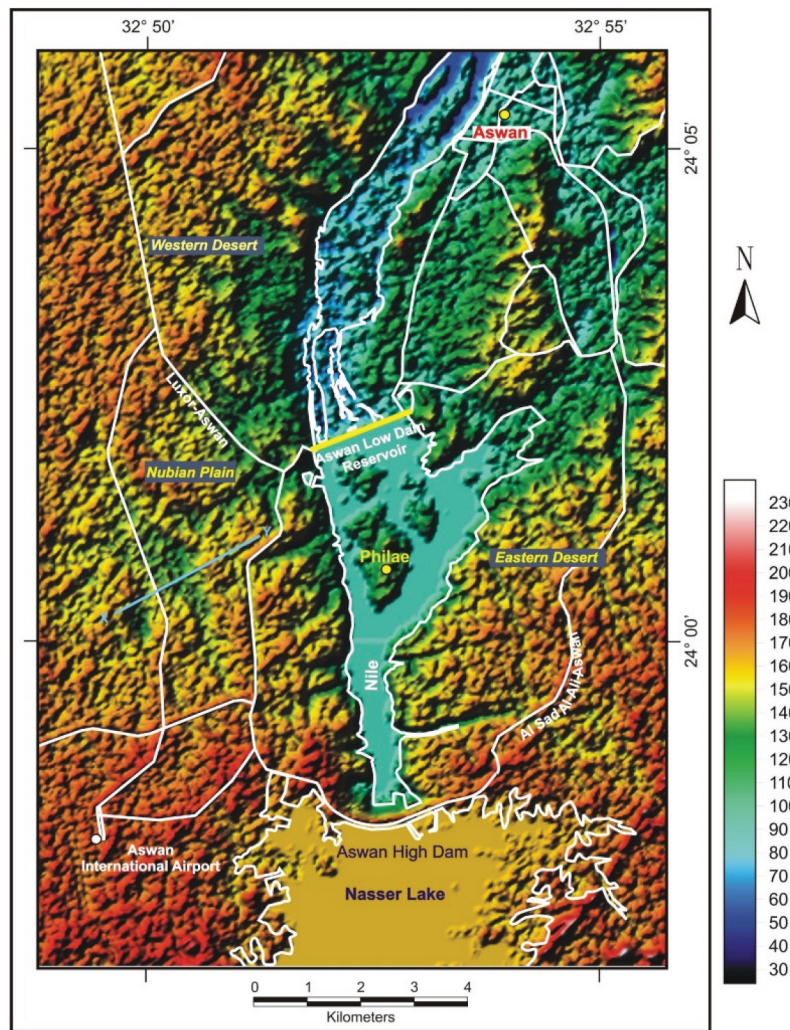 32° 50'
32° 55'
Aswan
24° 05'
Western Desert
N
Luxor-Aswan
Aswan Low Dam
Reservoir
Nubian Plain
Philae
Eastern Desert
X
Y
24° 00'
Nile
Al Sad Al-Ali-Aswan
Aswan
International Airport
Aswan High Dam
Nasser Lake
230
220
210
200
190
180
170
160
150
140
130
120
110
100
90
80
70
60
50
40
30
0 1 2 3 4
Kilometers